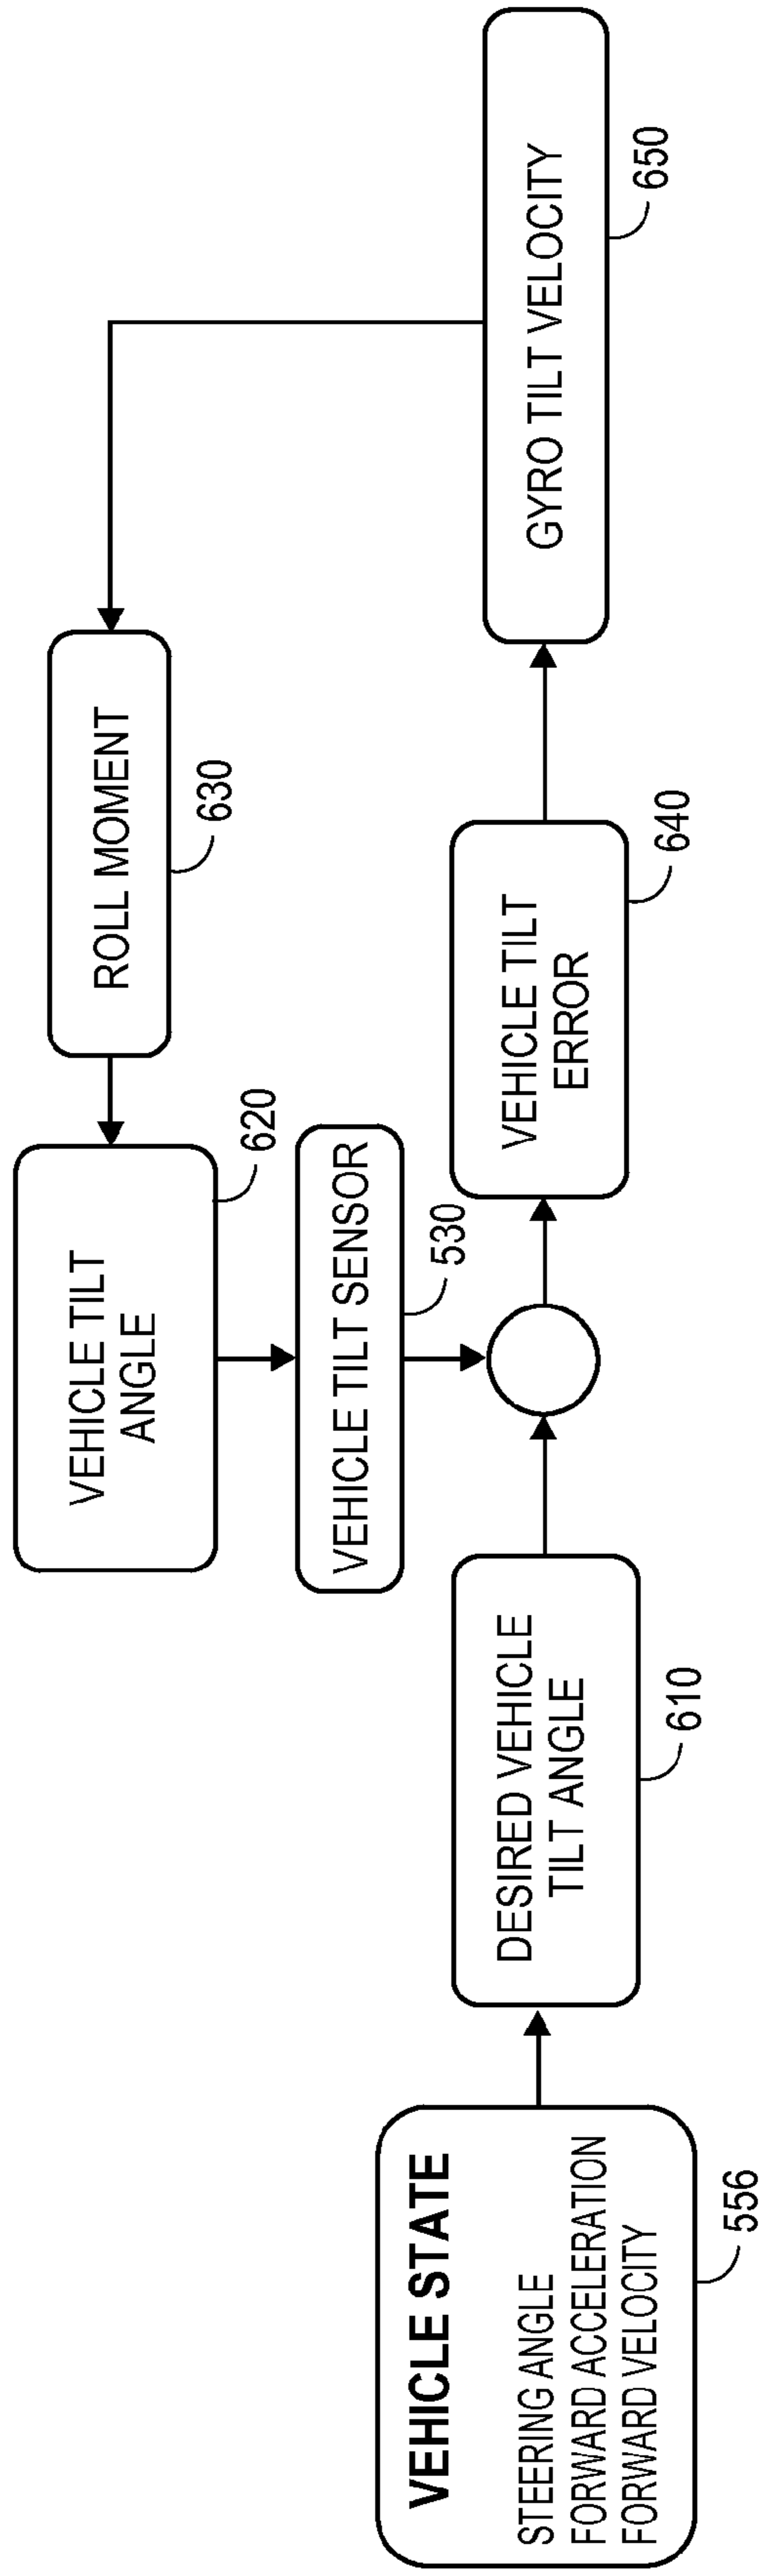 VEHICLE STATE
STEERING ANGLE
FORWARD ACCELERATION
FORWARD VELOCITY
556
DESIRED VEHICLE
TILT ANGLE
610
VEHICLE TILT
ANGLE
620
VEHICLE TILT SENSOR
530
ROLL MOMENT
630
VEHICLE TILT
ERROR
640
GYRO TILT VELOCITY
650